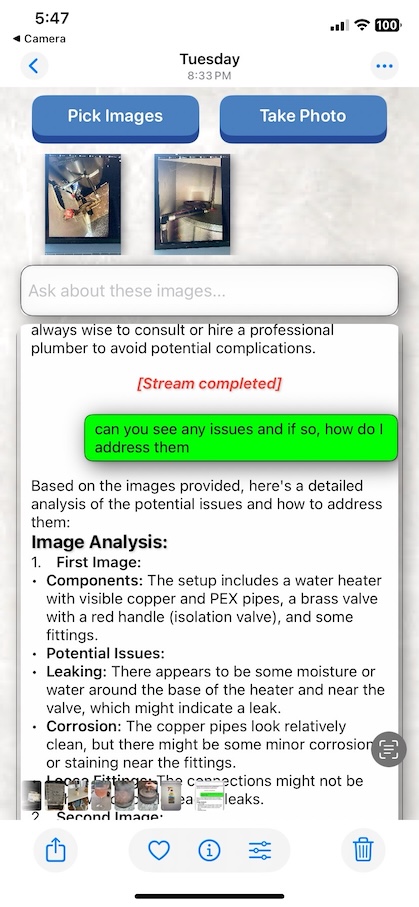 5:47
100
Camera
Tuesday
8:33 PM
Pick Images
Take Photo
Ask about these images...
always wise to consult or hire a professional
plumber to avoid potential complications.
[Stream completed]
can you see any issues and if so, how do I
address them
Based on the images provided, here's a detailed
analysis of the potential issues and how to address
them:
Image Analysis:
1. First Image:
• Components: The setup includes a water heater
with visible copper and PEX pipes, a brass valve
with a red handle (isolation valve), and some
fittings.
• Potential Issues:
• Leaking: There appears to be some moisture or
water around the base of the heater and near the
valve, which might indicate a leak.
• Corrosion: The copper pipes look relatively
clean, but there might be some minor corrosion
or staining near the fittings.
Fittings: The connections might not be
leaks.
2. Second Image: